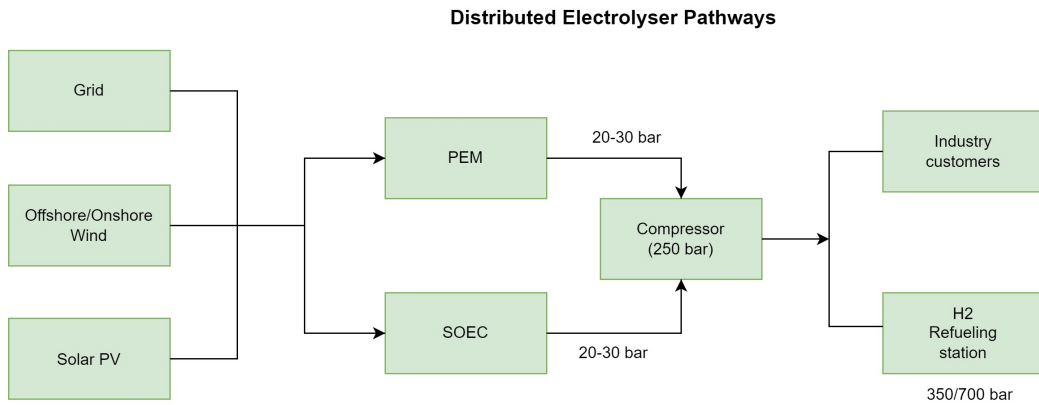 Distributed Electrolyser Pathways
Grid
Offshore/Onshore
Wind
Solar PV
PEM
SOEC
20-30 bar
20-30 bar
Compressor
(250 bar)
Industry
customers
H2
Refueling
station
350/700 bar